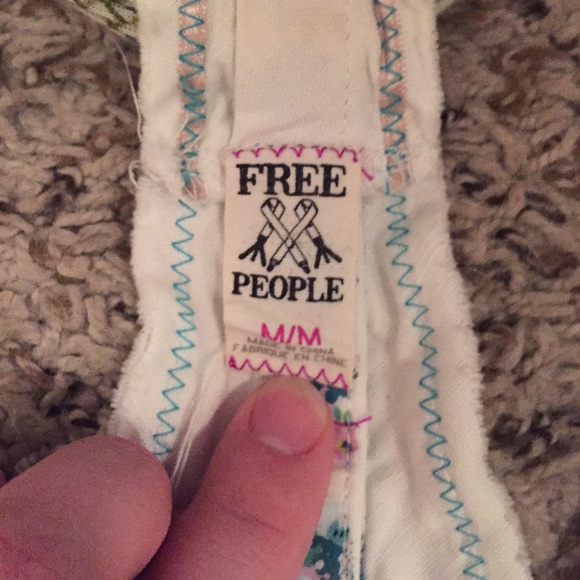 FREE
PEOPLE
M/M
MADE IN CHINA
FABRIQUE EN CHINE